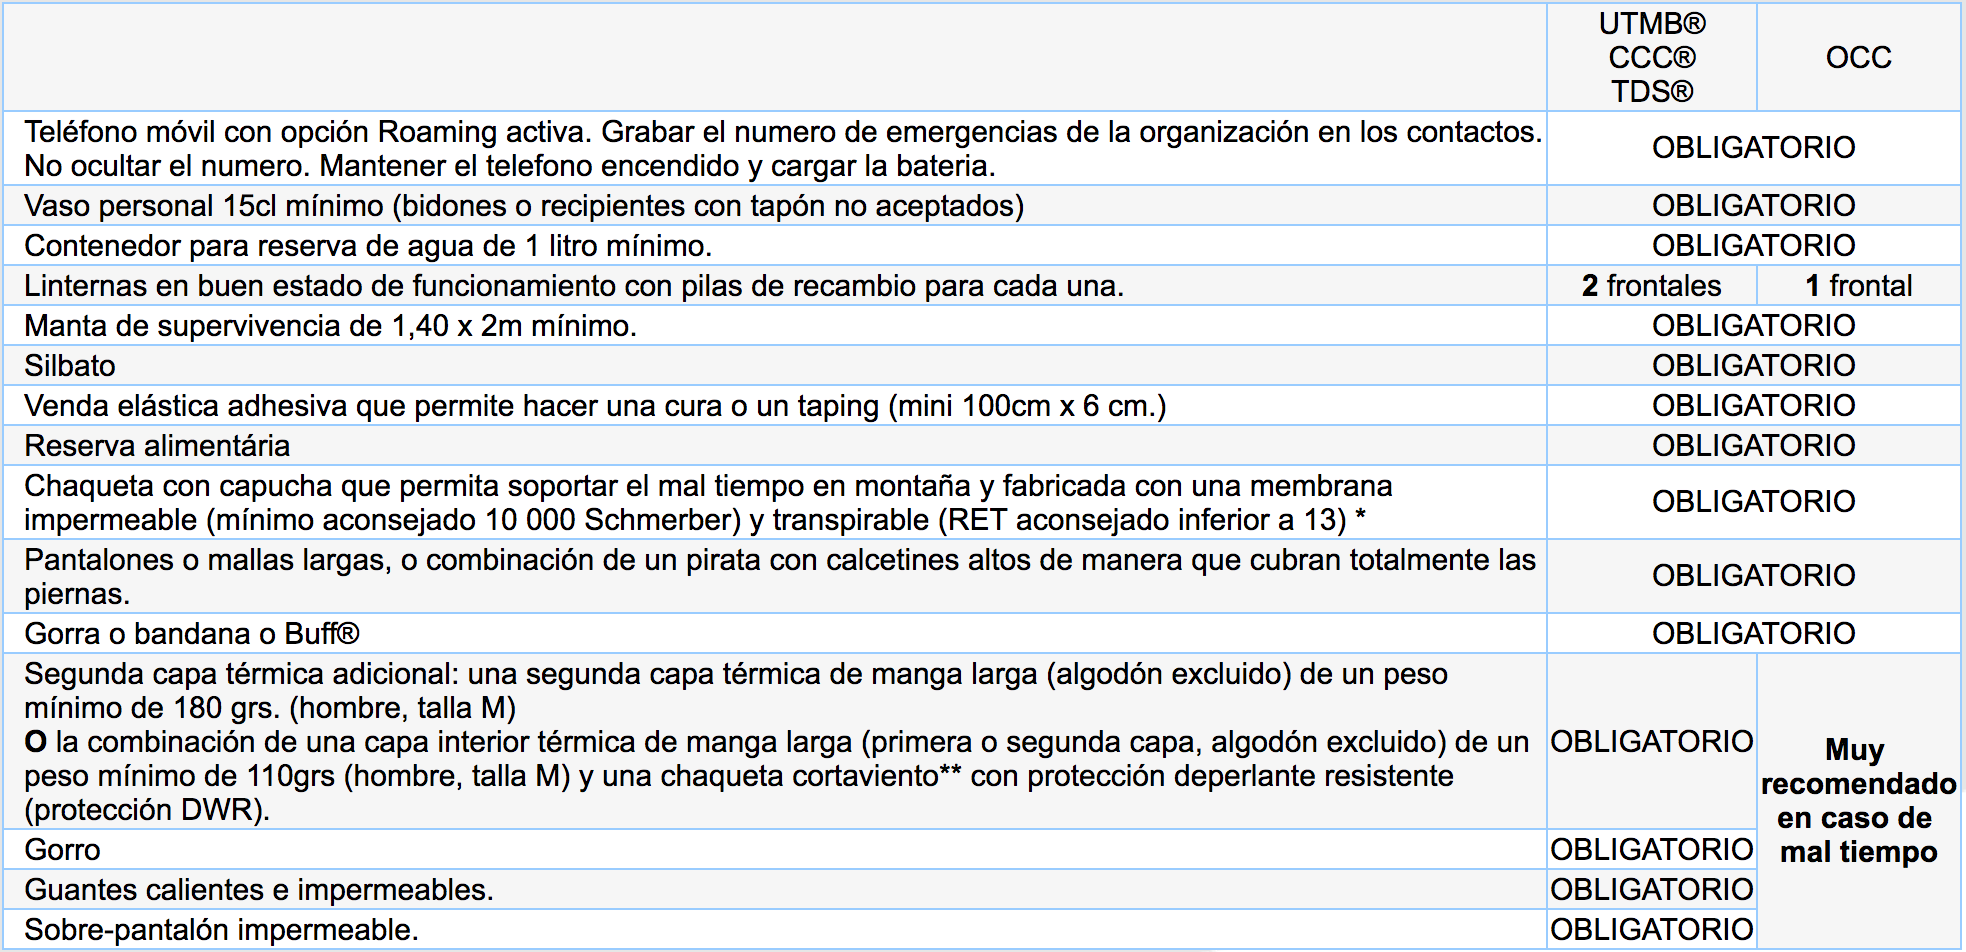 UTMB®
CCC®
TDS®
OCC
Teléfono móvil con opción Roaming activa. Grabar el numero de emergencias de la organización en los contactos.
No ocultar el numero. Mantener el telefono encendido y cargar la bateria.
OBLIGATORIO
Vaso personal 15cl mínimo (bidones o recipientes con tapón no aceptados)
OBLIGATORIO
Contenedor para reserva de agua de 1 litro mínimo.
OBLIGATORIO
Linternas en buen estado de funcionamiento con pilas de recambio para cada una.
2 frontales
1 frontal
Manta de supervivencia de 1,40 x 2m mínimo.
OBLIGATORIO
Silbato
OBLIGATORIO
Venda elástica adhesiva que permite hacer una cura o un taping (mini 100cm x 6 cm.)
OBLIGATORIO
Reserva alimentária
OBLIGATORIO
Chaqueta con capucha que permita soportar el mal tiempo en montaña y fabricada con una membrana
impermeable (mínimo aconsejado 10 000 Schmerber) y transpirable (RET aconsejado inferior a 13) *
OBLIGATORIO
Pantalones o mallas largas, o combinación de un pirata con calcetines altos de manera que cubran totalmente las
piernas.
OBLIGATORIO
Gorra o bandana o Buff®
OBLIGATORIO
Segunda capa térmica adicional: una segunda capa térmica de manga larga (algodón excluido) de un peso
mínimo de 180 grs. (hombre, talla M)
O la combinación de una capa interior térmica de manga larga (primera o segunda capa, algodón excluido) de un
peso mínimo de 110grs (hombre, talla M) y una chaqueta cortaviento** con protección deperlante resistente
(protección DWR).
OBLIGATORIO
Muy
recomendado
en caso de
mal tiempo
Gorro
OBLIGATORIO
Guantes calientes e impermeables.
OBLIGATORIO
Sobre-pantalón impermeable.
OBLIGATORIO